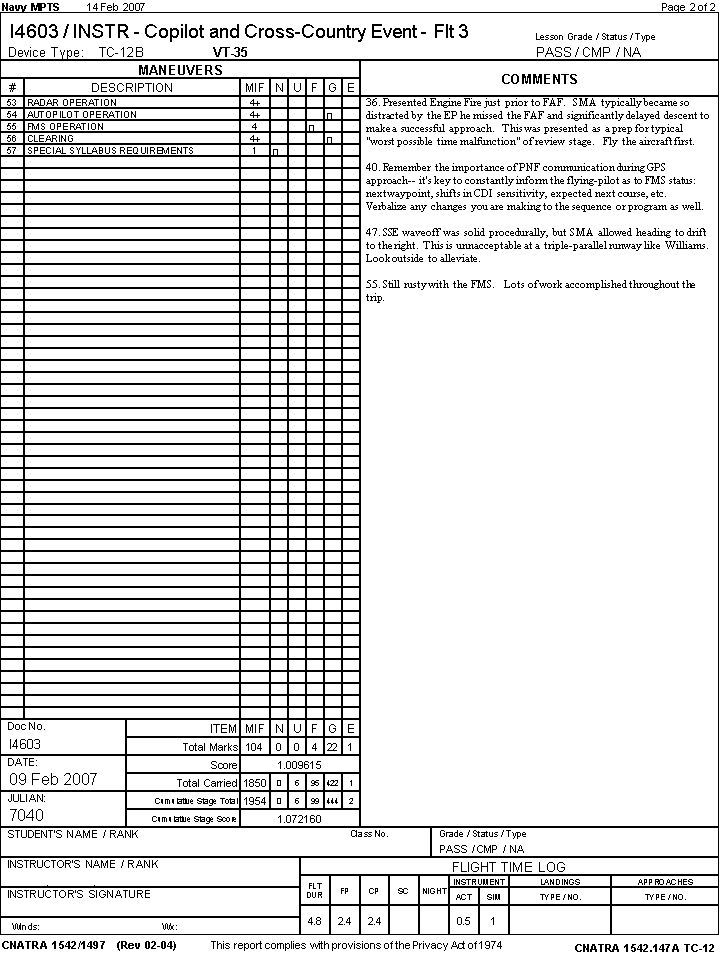 Navy MPTS 14 Feb 2007 Page 2 of 2
I4603 / INSTR - Copilot and Cross-Country Event - Flt 3
Lesson Grade / Status / Type
Device Type: TC-12B VT-35 PASS / CMP / NA
MANEUVERS
# DESCRIPTION MIF N U F G E
53 RADAR OPERATION 4+
54 AUTOPILOT OPERATION 4+
55 FMS OPERATION 4
56 CLEARING 4+
57 SPECIAL SYLLABUS REQUIREMENTS 1
COMMENTS
36. Presented Engine Fire just prior to FAF. SMA typically became so
distracted by the EP he missed the FAF and significantly delayed descent to
make a successful approach. This was presented as a prep for typical
"worst possible time malfunction" of review stage. Fly the aircraft first.
40. Remember the importance of PNF communication during GPS
approach-- it's key to constantly inform the flying-pilot as to FMS status:
next waypoint, shifts in CDI sensitivity, expected next course, etc.
Verbalize any changes you are making to the sequence or program as well.
47. SSE waveoff was solid procedurally, but SMA allowed heading to drift
to the right. This is unacceptable at a triple-parallel runway like Williams.
Look outside to alleviate.
55. Still rusty with the FMS. Lots of work accomplished throughout the
trip.
Doc No.
I4603
DATE:
09 Feb 2007
JULIAN:
7040
ITEM MIF N U F G E
Total Marks 104 0 0 4 22 1
Score 1.009615
Total Carried 1850 0 6 95 422 1
Cumulative Stage Total 1954 0 6 99 444 2
Cumulative Stage Score 1.072160
STUDENT'S NAME / RANK Class No. Grade / Status / Type
PASS / CMP / NA
INSTRUCTOR'S NAME / RANK
INSTRUCTOR'S SIGNATURE
Winds: Wx:
FLIGHT TIME LOG
FLT DUR FP CP SC NIGHT INSTRUMENT LANDINGS APPROACHES
ACT SIM TYPE / NO. TYPE / NO.
4.8 2.4 2.4 0.5 1
CNATRA 1542/1497 (Rev 02-04) This report complies with provisions of the Privacy Act of 1974 CNATRA 1542.147A TC-12